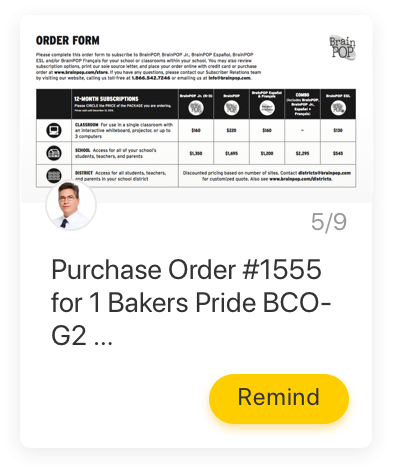 ORDER FORM
Brain
POP
Please complete this order form to subscribe to BrainPOP, BrainPOP Jr., BrainPOP Español, BrainPOP
ESL and/or BrainPOP Français for your school or classrooms within your school. You may also review
subscription options, print our sole source letter, and place your order online with credit card or purchase
order at www.brainpop.com/store. If you have any questions, please contact our Subscriber Relations team
by visiting our website, calling us toll-free at 1.866.542.7246 or emailing us at info@brainpop.com.
12-MONTH SUBSCRIPTIONS
Please CIRCLE the PRICE of the PACKAGE you are ordering.
BrainPOP Jr. (K-3)
BrainPOP
BrainPOP Español
& Français
COMBO
(includes BrainPOP,
BrainPOP Jr.,
Español +
Français)
BrainPOP ESL
CLASSROOM For use in a single classroom with
an interactive whiteboard, projector, or up to
3 computers
$160 $220 $160 – $130
SCHOOL Access for all of your school's
students, teachers, and parents
$1,350 $1,695 $1,200 $2,295 $545
DISTRICT Access for all students, teachers,
and parents in your school district
Discounted pricing based on number of sites. Contact districts@brainpop.com
for customized quote. Also see www.brainpop.com/districts.
5/9
Purchase Order #1555
for 1 Bakers Pride BCO-
G2 ...
Remind